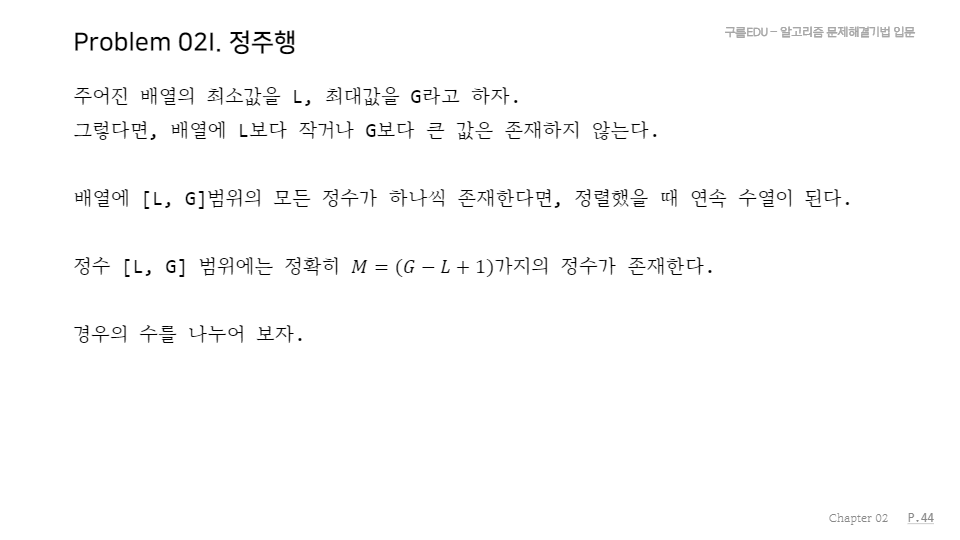 Problem 02I. 정주행
구름EDU – 알고리즘 문제해결기법 입문
주어진 배열의 최소값을 L, 최대값을 G라고 하자.
그렇다면, 배열에 L보다 작거나 G보다 큰 값은 존재하지 않는다.
배열에 [L, G]범위의 모든 정수가 하나씩 존재한다면, 정렬했을 때 연속 수열이 된다.
정수 [L, G] 범위에는 정확히 M = (G − L + 1)가지의 정수가 존재한다.
경우의 수를 나누어 보자.
Chapter 02 P.44